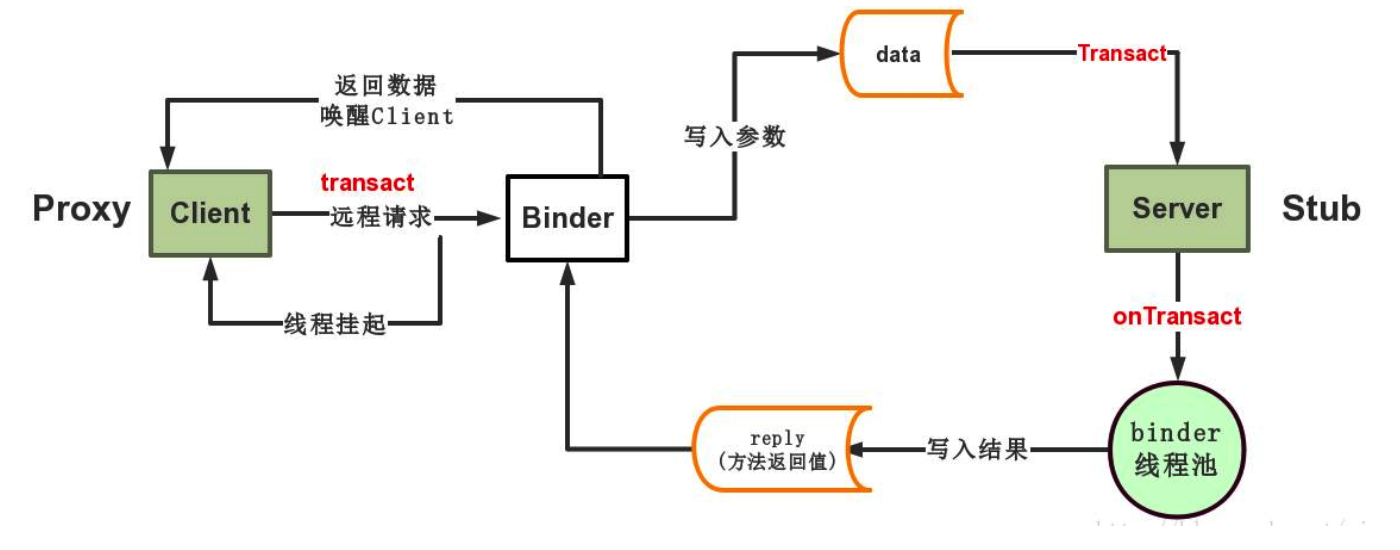 data
Transact
返回数据
唤醒Client
写入参数
transact
Proxy
Client
远程请求
Binder
Server
Stub
线程挂起
onTransact
reply
(方法返回值)
写入结果
binder
线程池